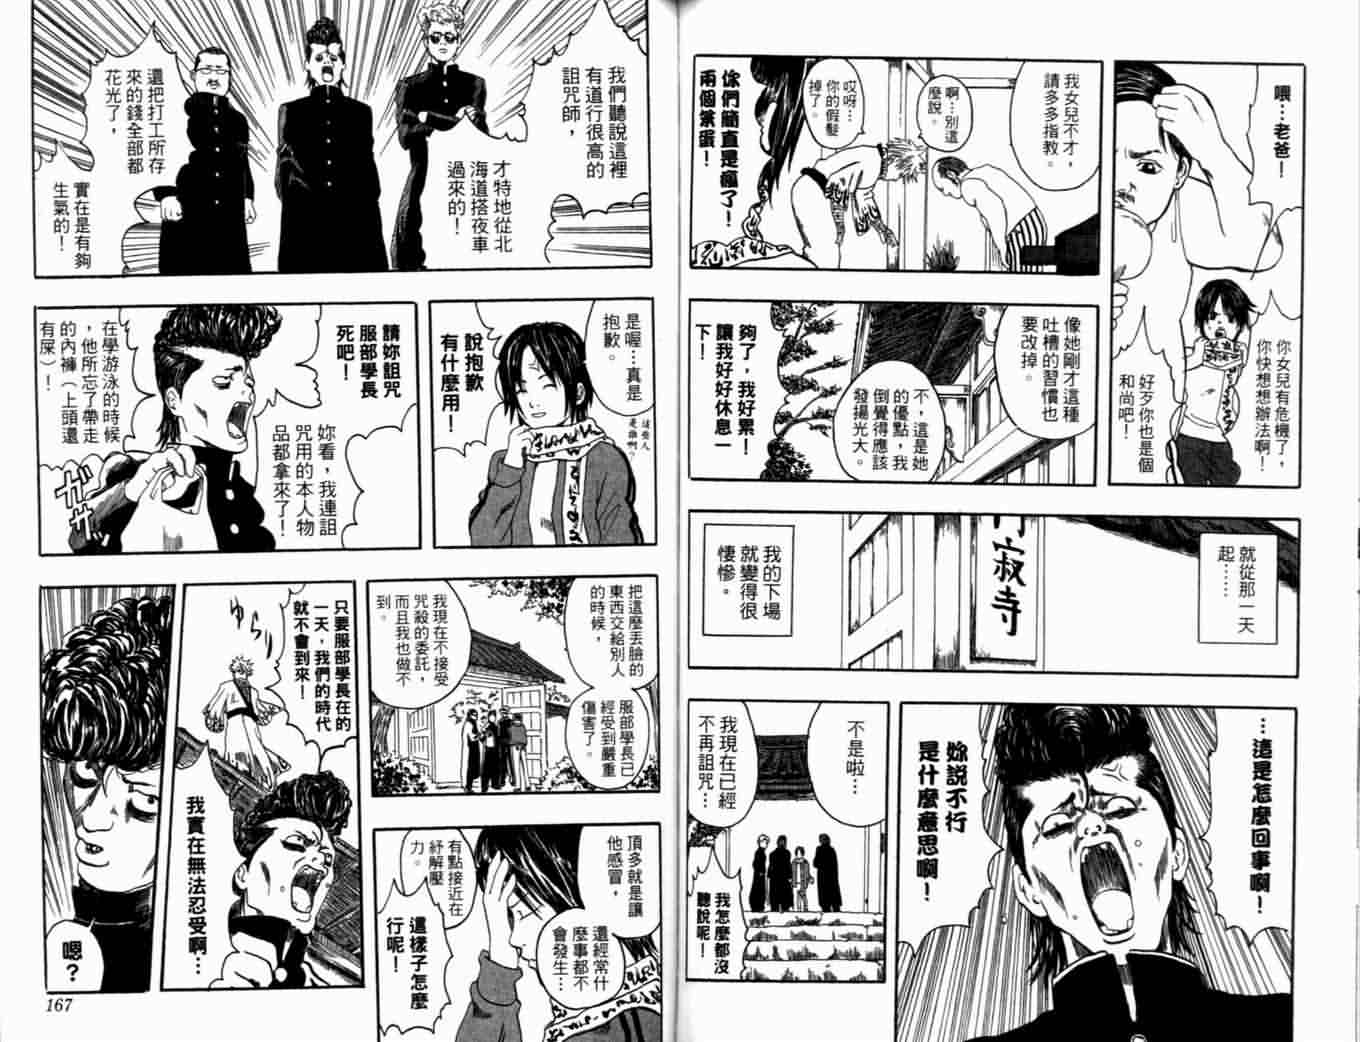 喂…老爸！
你女兒有危機了，
你快想想辦法啊！
好歹你也是個
和尚吧！
我女兒不才，
請多多指教。
啊…別這
麼說。
哎呀…
你的假髮
掉了。
你們簡直是瘋了！
兩個笨蛋！
像她剛才這種
吐槽的習慣也
要改掉。
不，這是她
的優點，我
倒覺得應該
發揚光大。
夠了，我好累！
讓我好好休息一
下！
寂寺
就從那一天
起……
我的下場
就變得很
悽慘。
…這是怎麼回事啊！
妳說不行
是什麼意思啊！
不是啦…
我現在已經
不再詛咒…
我怎麼都沒
聽說呢！
我們聽說這裡
有道行很高的
詛咒師，
才特地從北
海道搭夜車
過來的！
還把打工所存
來的錢全部都
花光了，
實在是有夠
生氣的！
是喔…真是
抱歉。
這些人
是誰啊？
說抱歉
有什麼用！
請妳詛咒
服部學長
死吧！
妳看，我連詛
咒用的本人物
品都拿來了！
在學游泳的時候
，他所忘了帶走
的內褲（上頭還
有屎）！
ガサガサ
把這麼丟臉的
東西交給別人
的時候，
服部學長已
經受到嚴重
傷害了。
我現在不接受
咒殺的委託，
而且我也做不
到。
頂多就是讓
他感冒，
還經常什
麼事都不
會發生…
有點接近在
紓解壓
力。
這樣子怎麼
行呢！
只要服部學長在的
一天，我們的時代
就不會到來！
ゆらり
我實在無法忍受啊…
嗯？
167